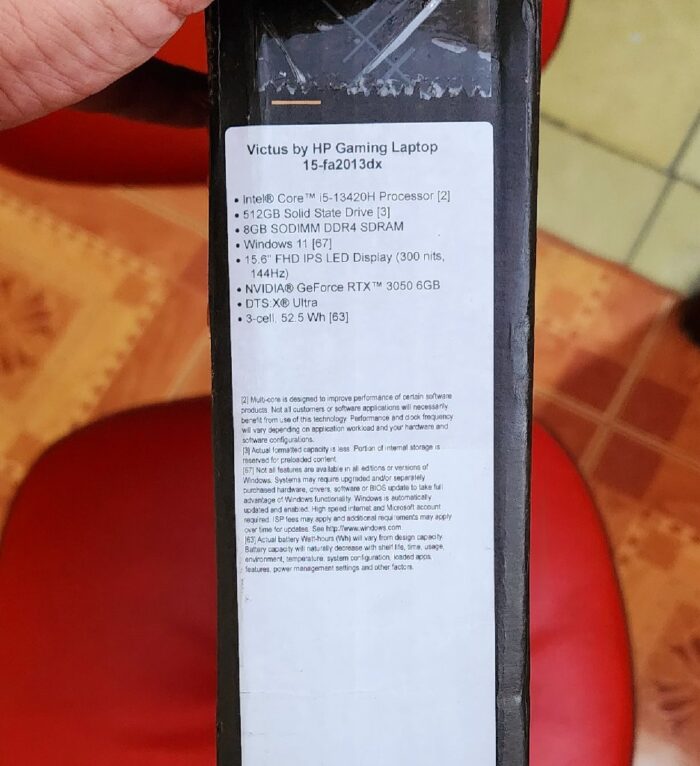 Victus by HP Gaming Laptop
15-fa2013dx
• Intel® Core™ i5-13420H Processor [2]
• 512GB Solid State Drive [3]
• 8GB SODIMM DDR4 SDRAM
• Windows 11 [67]
• 15.6" FHD IPS LED Display (300 nits,
144Hz)
• NVIDIA® GeForce RTX™ 3050 6GB
• DTS:X® Ultra
• 3-cell, 52.5 Wh [63]
[2] Multi-core is designed to improve performance of certain software
products. Not all customers or software applications will necessarily
benefit from use of this technology. Performance and clock frequency
will vary depending on application workload and your hardware and
software configurations.
[3] Actual formatted capacity is less. Portion of internal storage is
reserved for preloaded content.
[67] Not all features are available in all editions or versions of
Windows. Systems may require upgraded and/or separately
purchased hardware, drivers, software or BIOS update to take full
advantage of Windows functionality. Windows is automatically
updated and enabled. High speed internet and Microsoft account
required. ISP fees may apply and additional requirements may apply
over time for updates. See http://www.windows.com
[63] Actual battery Watt-hours (Wh) will vary from design capacity.
Battery capacity will naturally decrease with shelf life, time, usage,
environment, temperature, system configuration, loaded apps,
features, power management settings and other factors.